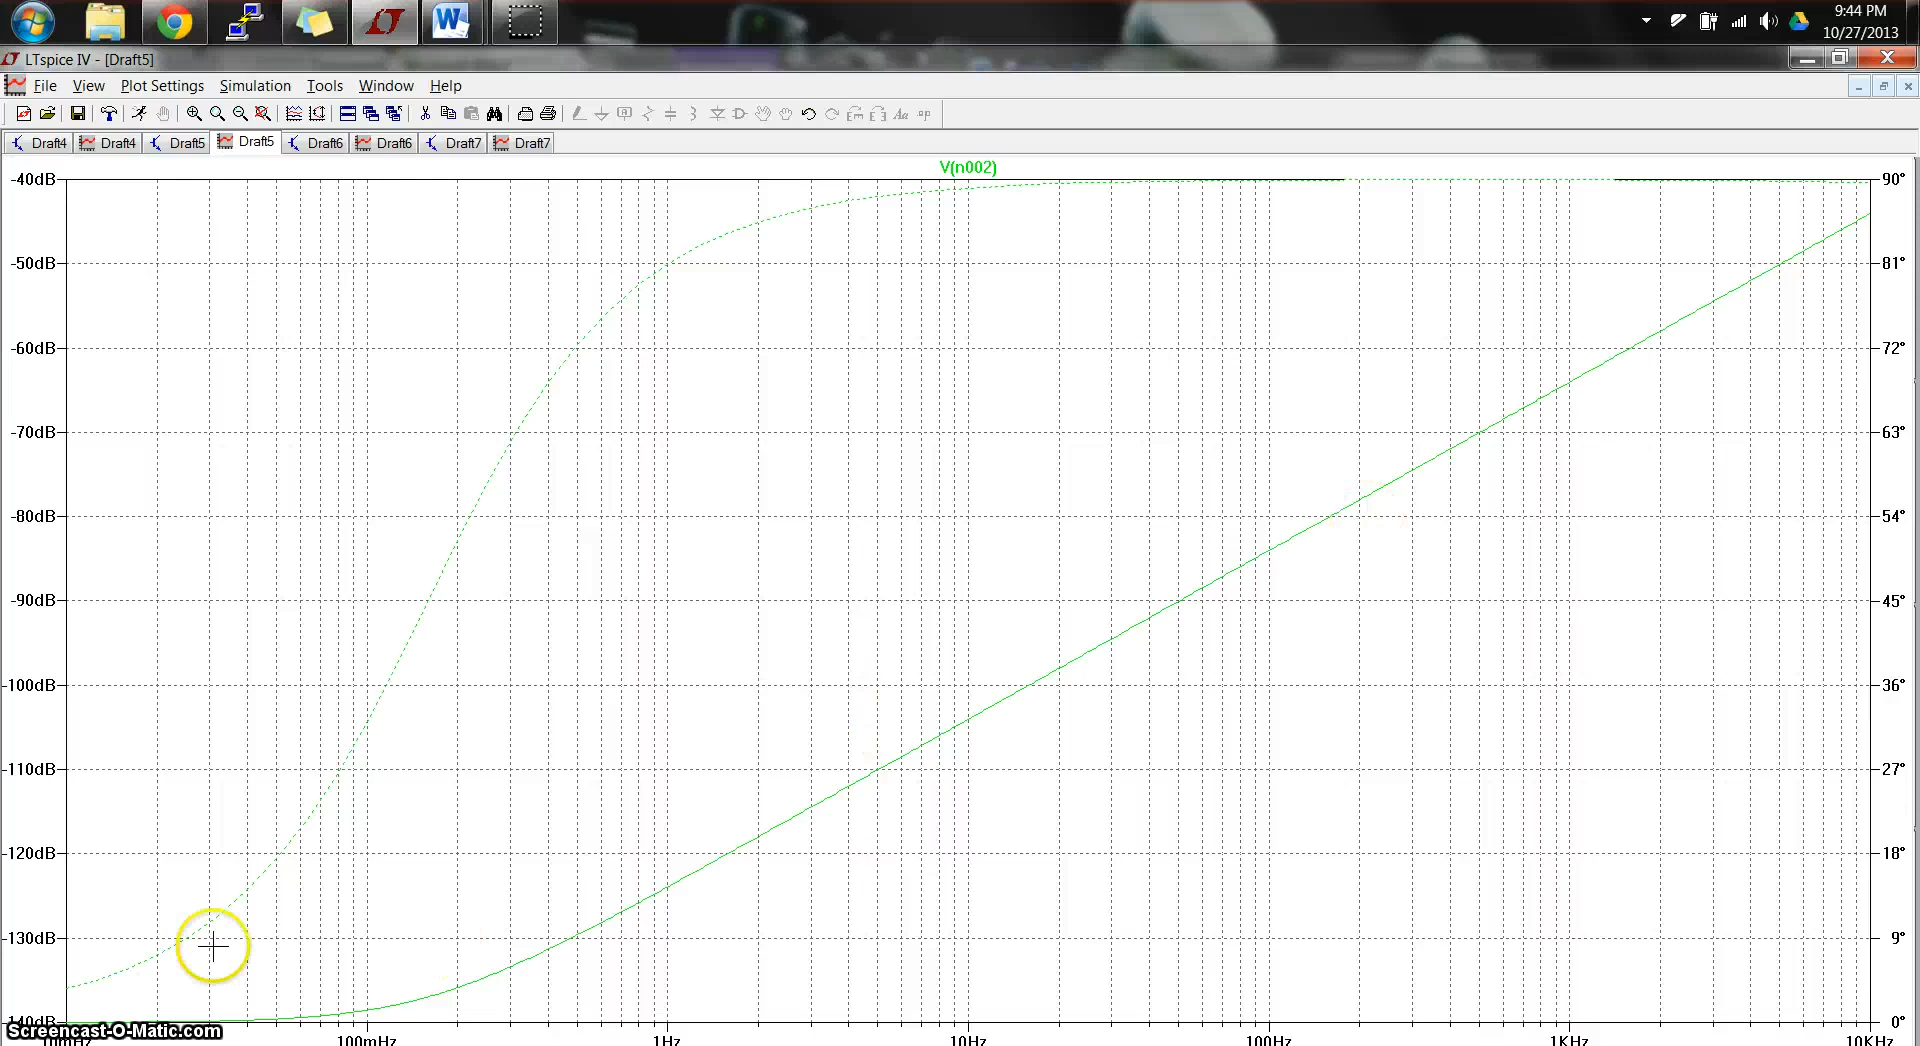 9:44 PM
10/27/2013
LTspice IV - [Draft5]
File View Plot Settings Simulation Tools Window Help
Draft4 Draft4 Draft5 Draft5 Draft6 Draft6 Draft7 Draft7
V(n002)
-40dB 90°
-50dB 81°
-60dB 72°
-70dB 63°
-80dB 54°
-90dB 45°
-100dB 36°
-110dB 27°
-120dB 18°
-130dB 9°
-140dB 0°
Screencast-O-Matic.com
10mHz 100mHz 1Hz 10Hz 100Hz 1KHz 10KHz